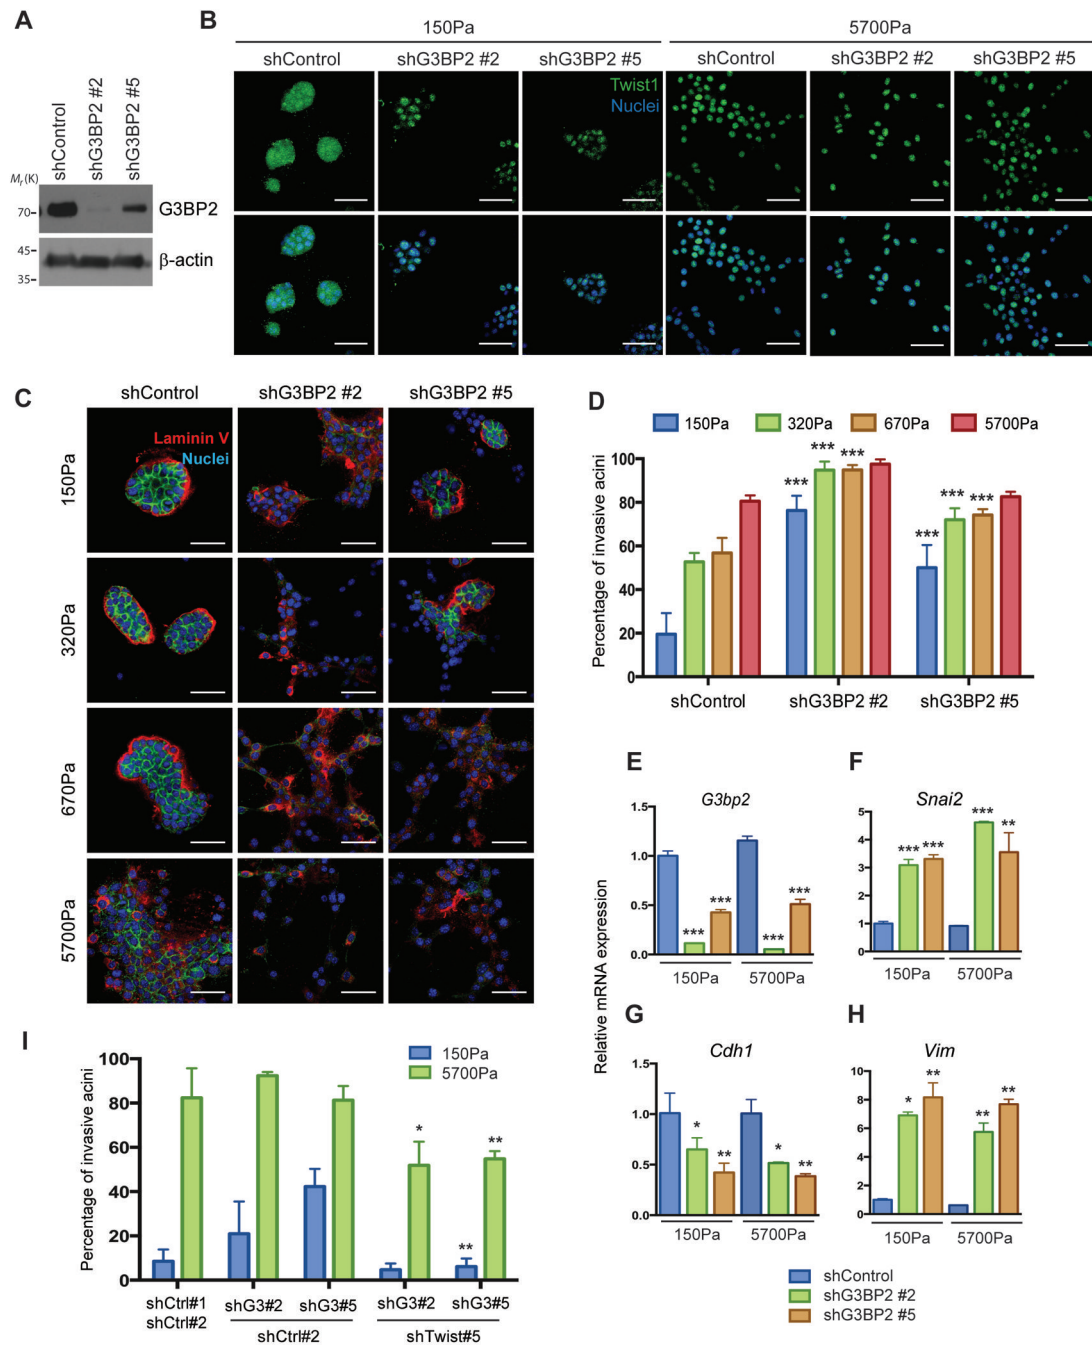 A
shControl
shG3BP2 #2
shG3BP2 #5
Mr(K)
70
G3BP2
45
35
β-actin
B
150Pa
5700Pa
shControl
shG3BP2 #2
shG3BP2 #5
shControl
shG3BP2 #2
shG3BP2 #5
Twist1
Nuclei
C
shControl
shG3BP2 #2
shG3BP2 #5
Laminin V
Nuclei
150Pa
320Pa
670Pa
5700Pa
D
150Pa
320Pa
670Pa
5700Pa
Percentage of invasive acini
100
80
60
40
20
0
*** *** ***
*** *** ***
shControl
shG3BP2 #2
shG3BP2 #5
Relative mRNA expression
E
G3bp2
1.5
1.0
0.5
0.0
*** *** *** ***
150Pa
5700Pa
F
Snai2
5
4
3
2
1
0
*** *** *** **
150Pa
5700Pa
G
Cdh1
1.5
1.0
0.5
0.0
* ** * **
150Pa
5700Pa
H
Vim
8
6
4
2
0
* ** ** **
150Pa
5700Pa
shControl
shG3BP2 #2
shG3BP2 #5
I
150Pa
5700Pa
Percentage of invasive acini
100
80
60
40
20
0
* ** **
shCtrl#1
shCtrl#2
shG3#2
shG3#5
shCtrl#2
shG3#2
shG3#5
shTwist#5